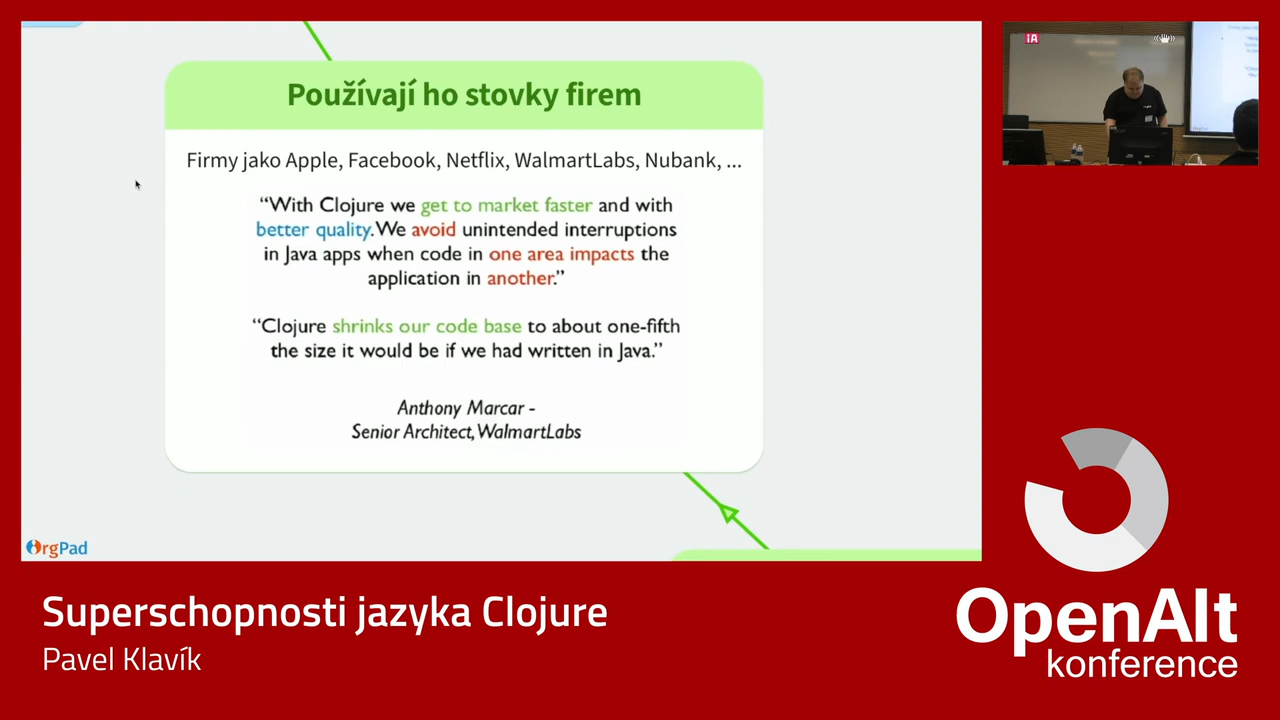 Používají ho stovky firem
Firmy jako Apple, Facebook, Netflix, WalmartLabs, Nubank, ...
“With Clojure we get to market faster and with
better quality. We avoid unintended interruptions
in Java apps when code in one area impacts the
application in another.”
“Clojure shrinks our code base to about one-fifth
the size it would be if we had written in Java.”
Anthony Marcar -
Senior Architect, WalmartLabs
OrgPad
Superschopnosti jazyka Clojure
Pavel Klavík
OpenAlt
konference